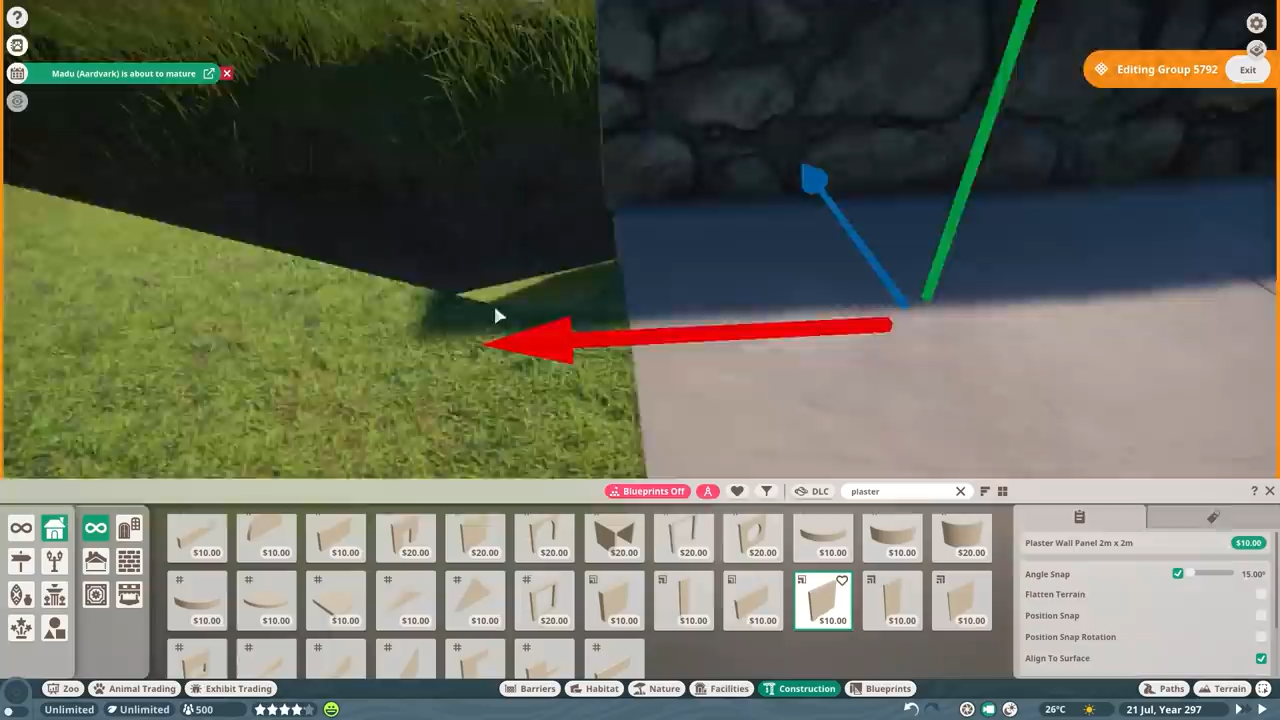 ?
Madu (Aardvark) is about to mature
Editing Group 5792
Exit
Blueprints Off
DLC
plaster
?
$10.00 $10.00 $10.00 $20.00 $20.00 $20.00 $20.00 $20.00 $20.00 $10.00 $10.00 $20.00
Plaster Wall Panel 2m x 2m $10.00
Angle Snap 15.00°
Flatten Terrain
Position Snap
Position Snap Rotation
Align To Surface
$10.00 $10.00 $10.00 $10.00 $10.00 $20.00 $10.00 $10.00 $10.00 $10.00 $10.00 $10.00
Zoo Animal Trading Exhibit Trading Barriers Habitat Nature Facilities Construction Blueprints Paths Terrain
Unlimited Unlimited 500 26°C 21 Jul, Year 297